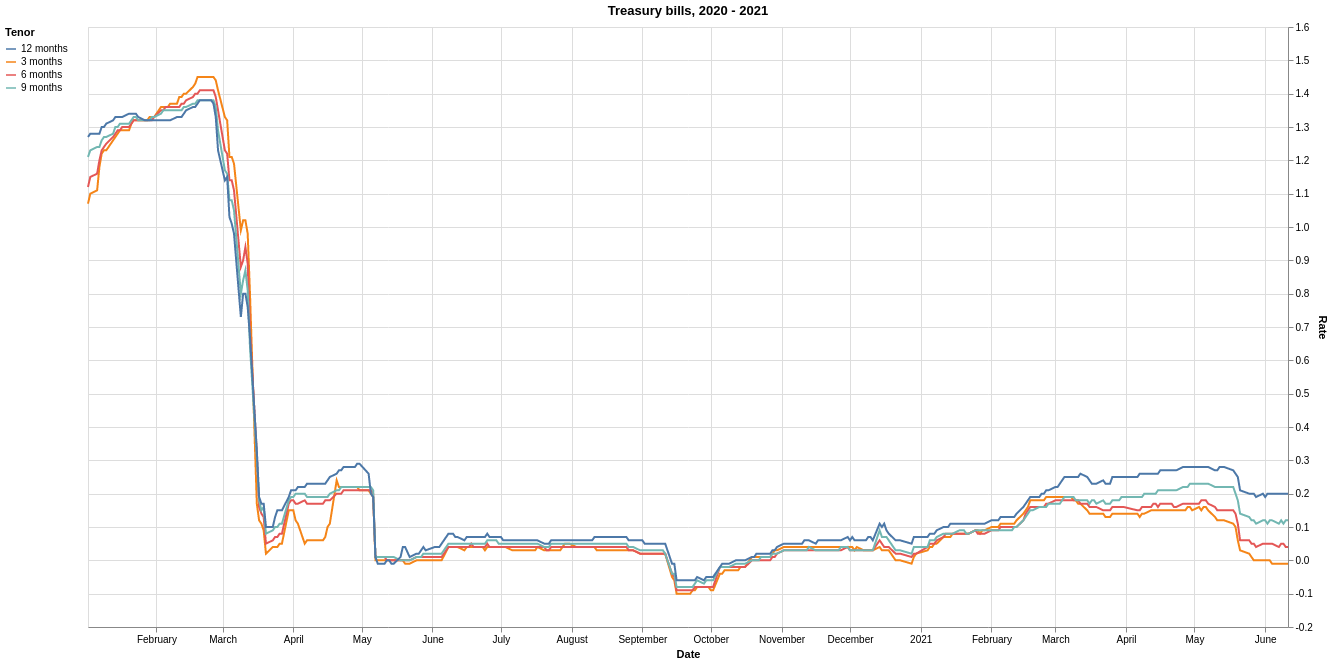 Treasury bills, 2020 - 2021
Tenor
12 months
3 months
6 months
9 months
1.6
1.5
1.4
1.3
1.2
1.1
1.0
0.9
0.8
0.7
0.6
0.5
0.4
0.3
0.2
0.1
0.0
-0.1
-0.2
Rate
February March April May June July August September October November December 2021 February March April May June
Date